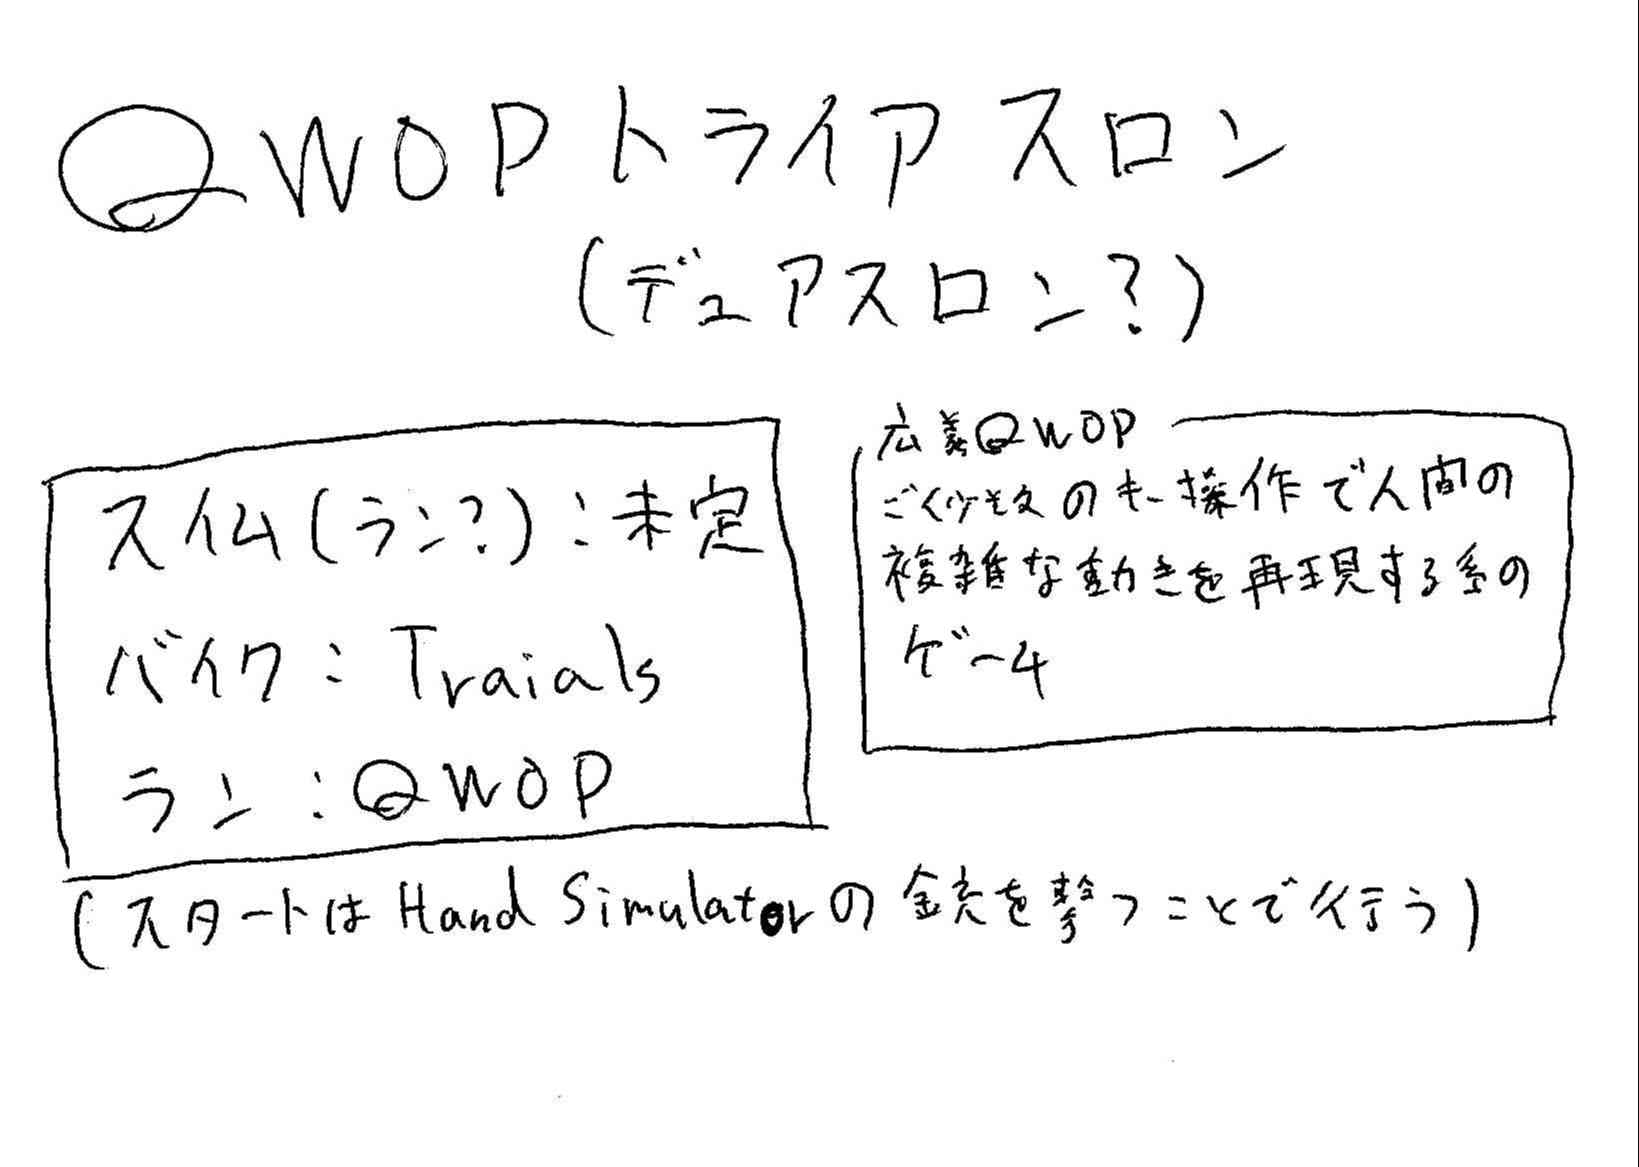 QWOPトライアスロン
(デュアスロン?)
スイム(ラン?):未定
バイク: Traials
ラン:QWOP
広義QWOP
ごく少数のキー操作で人間の
複雑な動きを再現する系の
ゲーム
(スタートはHand Simulatorの銃を撃つことで行う)